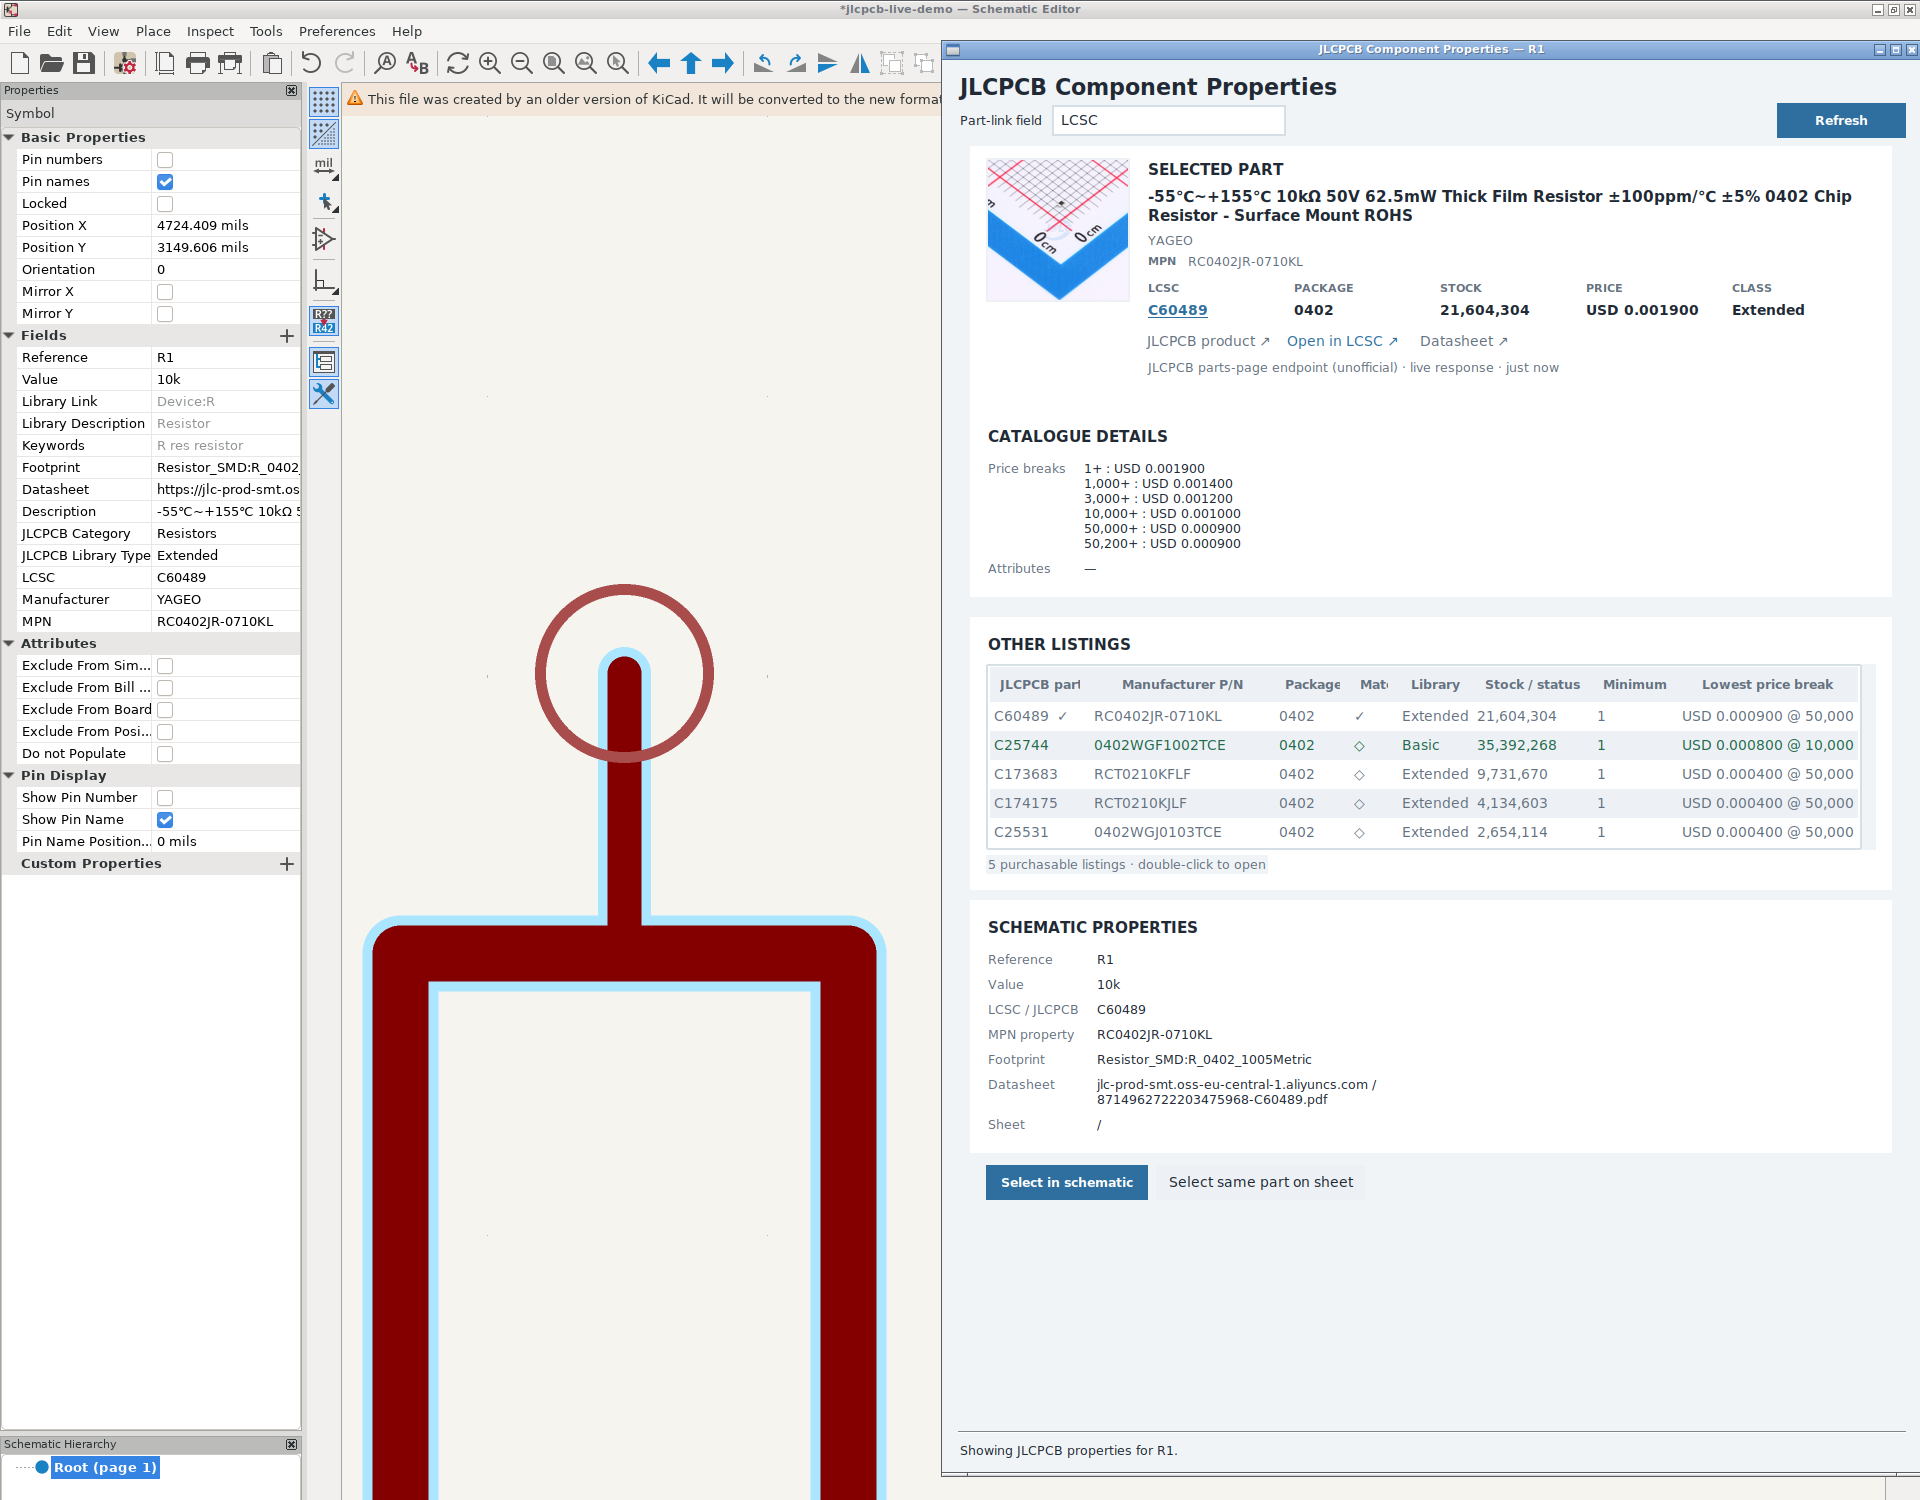 *jlcpcb-live-demo — Schematic Editor
File Edit View Place Inspect Tools Preferences Help
Properties
Symbol
Basic Properties
Pin numbers
Pin names
Locked
Position X 4724.409 mils
Position Y 3149.606 mils
Orientation 0
Mirror X
Mirror Y
Fields
Reference R1
Value 10k
Library Link Device:R
Library Description Resistor
Keywords R res resistor
Footprint Resistor_SMD:R_0402_
Datasheet https://jlc-prod-smt.os
Description -55℃~+155℃ 10kΩ 5
JLCPCB Category Resistors
JLCPCB Library Type Extended
LCSC C60489
Manufacturer YAGEO
MPN RC0402JR-0710KL
Attributes
Exclude From Sim...
Exclude From Bill ...
Exclude From Board
Exclude From Posi...
Do not Populate
Pin Display
Show Pin Number
Show Pin Name
Pin Name Position... 0 mils
Custom Properties
Schematic Hierarchy
Root (page 1)
mil
R??
R42
This file was created by an older version of KiCad. It will be converted to the new format
JLCPCB Component Properties — R1
JLCPCB Component Properties
Part-link field LCSC Refresh
0cm 0cm
SELECTED PART
-55℃~+155℃ 10kΩ 50V 62.5mW Thick Film Resistor ±100ppm/℃ ±5% 0402 Chip
Resistor - Surface Mount ROHS
YAGEO
MPN RC0402JR-0710KL
LCSC PACKAGE STOCK PRICE CLASS
C60489 0402 21,604,304 USD 0.001900 Extended
JLCPCB product ↗ Open in LCSC ↗ Datasheet ↗
JLCPCB parts-page endpoint (unofficial) · live response · just now
CATALOGUE DETAILS
Price breaks 1+ : USD 0.001900
1,000+ : USD 0.001400
3,000+ : USD 0.001200
10,000+ : USD 0.001000
50,000+ : USD 0.000900
50,200+ : USD 0.000900
Attributes —
OTHER LISTINGS
JLCPCB part Manufacturer P/N Package Matc Library Stock / status Minimum Lowest price break
C60489 ✓ RC0402JR-0710KL 0402 ✓ Extended 21,604,304 1 USD 0.000900 @ 50,000
C25744 0402WGF1002TCE 0402 ◇ Basic 35,392,268 1 USD 0.000800 @ 10,000
C173683 RCT0210KFLF 0402 ◇ Extended 9,731,670 1 USD 0.000400 @ 50,000
C174175 RCT0210KJLF 0402 ◇ Extended 4,134,603 1 USD 0.000400 @ 50,000
C25531 0402WGJ0103TCE 0402 ◇ Extended 2,654,114 1 USD 0.000400 @ 50,000
5 purchasable listings · double-click to open
SCHEMATIC PROPERTIES
Reference R1
Value 10k
LCSC / JLCPCB C60489
MPN property RC0402JR-0710KL
Footprint Resistor_SMD:R_0402_1005Metric
Datasheet jlc-prod-smt.oss-eu-central-1.aliyuncs.com /
8714962722203475968-C60489.pdf
Sheet /
Select in schematic Select same part on sheet
Showing JLCPCB properties for R1.